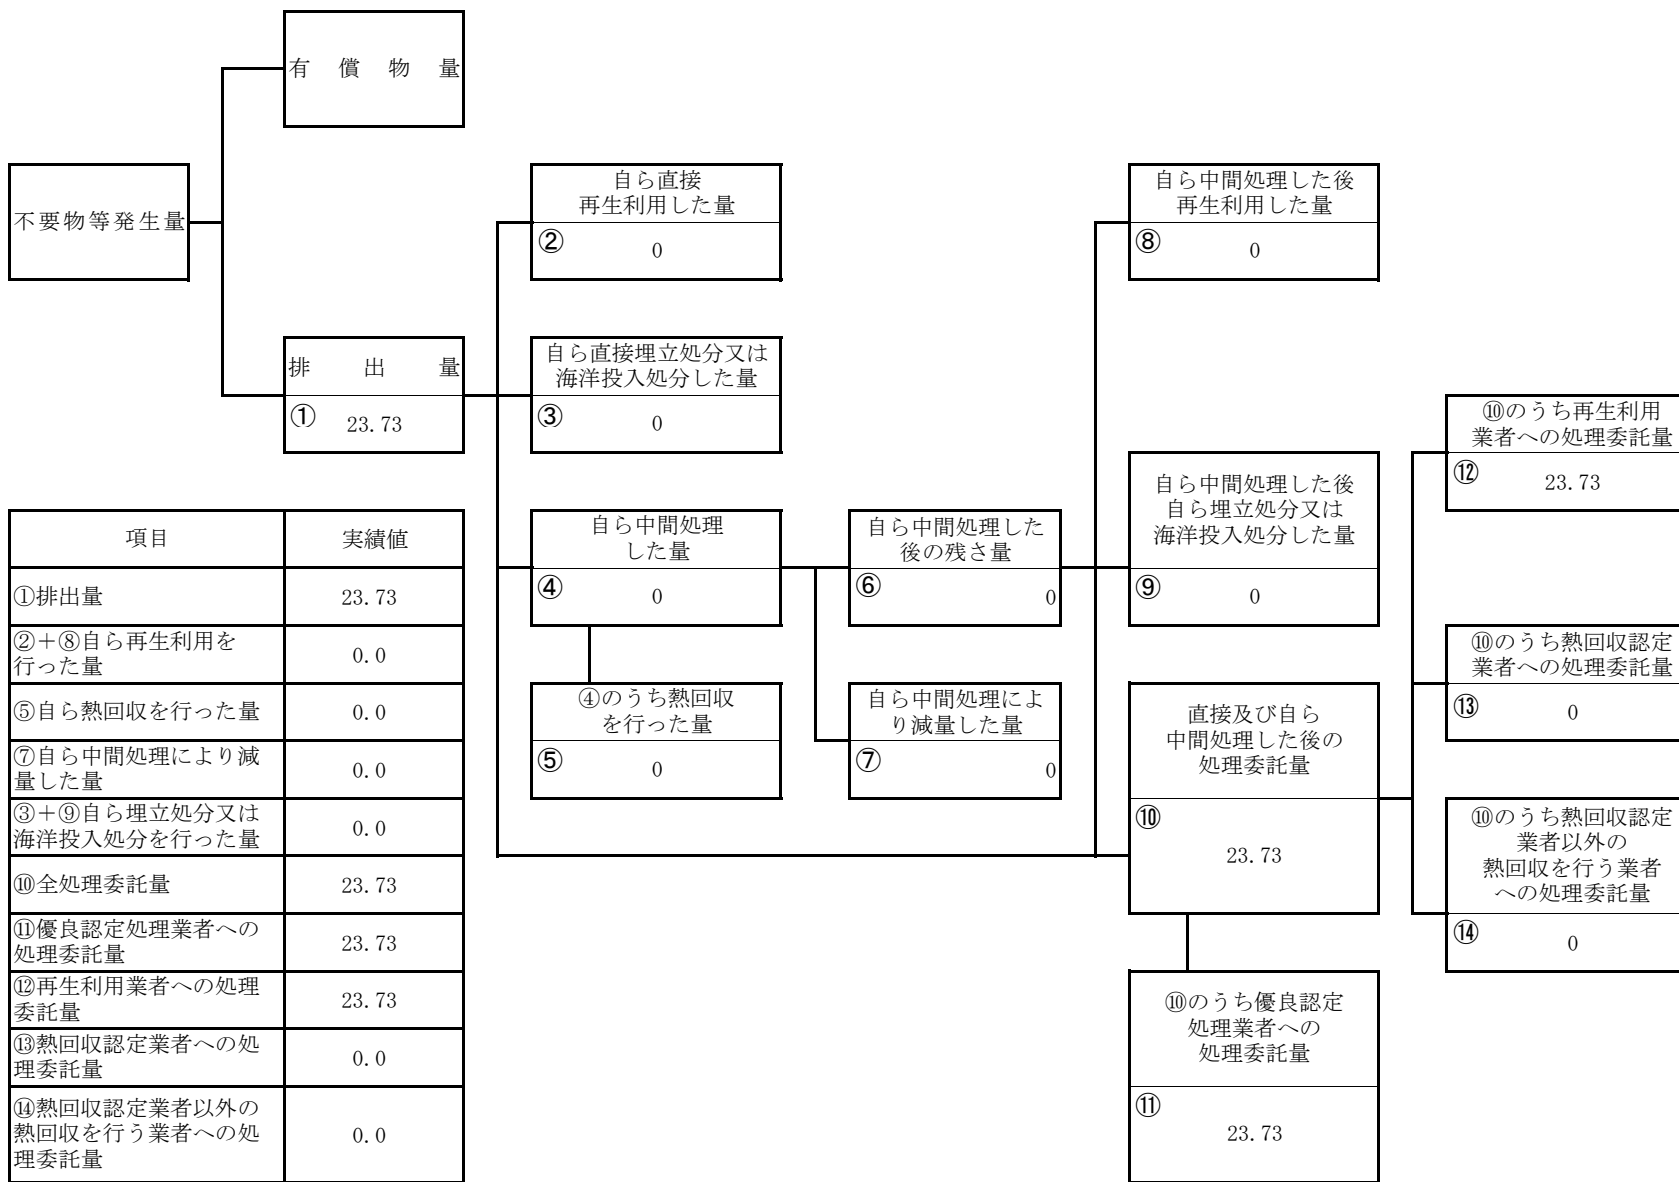 有償物量
不要物等発生量
排出量
① 23.73
自ら直接
再生利用した量
② 0
自ら直接埋立処分又は
海洋投入処分した量
③ 0
自ら中間処理
した量
④ 0
④のうち熱回収
を行った量
⑤ 0
自ら中間処理した
後の残さ量
⑥ 0
自ら中間処理によ
り減量した量
⑦ 0
自ら中間処理した後
再生利用した量
⑧ 0
自ら中間処理した後
自ら埋立処分又は
海洋投入処分した量
⑨ 0
直接及び自ら
中間処理した後の
処理委託量
⑩
23.73
⑩のうち優良認定
処理業者への
処理委託量
⑪
23.73
⑩のうち再生利用
業者への処理委託量
⑫ 23.73
⑩のうち熱回収認定
業者への処理委託量
⑬ 0
⑩のうち熱回収認定
業者以外の
熱回収を行う業者
への処理委託量
⑭ 0
項目 実績値
①排出量 23.73
②+⑧自ら再生利用を
行った量 0.0
⑤自ら熱回収を行った量 0.0
⑦自ら中間処理により減
量した量 0.0
③+⑨自ら埋立処分又は
海洋投入処分を行った量 0.0
⑩全処理委託量 23.73
⑪優良認定処理業者への
処理委託量 23.73
⑫再生利用業者への処理
委託量 23.73
⑬熱回収認定業者への処
理委託量 0.0
⑭熱回収認定業者以外の
熱回収を行う業者への処
理委託量 0.0